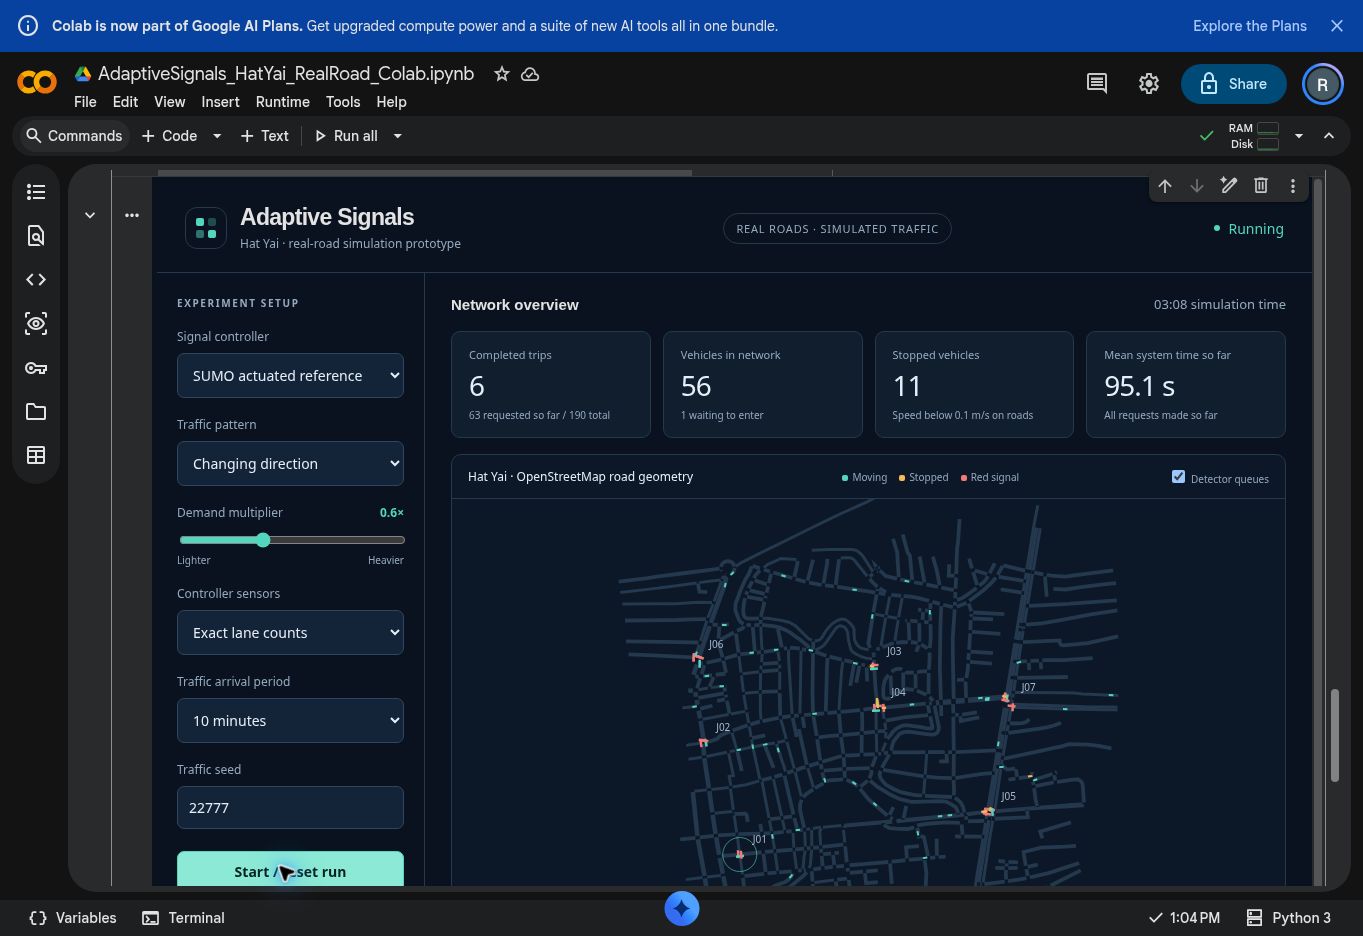 Colab is now part of Google AI Plans. Get upgraded compute power and a suite of new AI tools all in one bundle.
Explore the Plans
AdaptiveSignals_HatYai_RealRoad_Colab.ipynb
File Edit View Insert Runtime Tools Help
Share
R
Commands + Code + Text Run all
RAM
Disk
Adaptive Signals
Hat Yai · real-road simulation prototype
REAL ROADS · SIMULATED TRAFFIC
Running
EXPERIMENT SETUP
Signal controller
SUMO actuated reference
Traffic pattern
Changing direction
Demand multiplier 0.6×
Lighter Heavier
Controller sensors
Exact lane counts
Traffic arrival period
10 minutes
Traffic seed
22777
Start / set run
Network overview
03:08 simulation time
Completed trips
6
63 requested so far / 190 total
Vehicles in network
56
1 waiting to enter
Stopped vehicles
11
Speed below 0.1 m/s on roads
Mean system time so far
95.1 s
All requests made so far
Hat Yai · OpenStreetMap road geometry
Moving Stopped Red signal
Detector queues
J06
J03
J04
J07
J02
J05
J01
Variables Terminal
1:04 PM Python 3